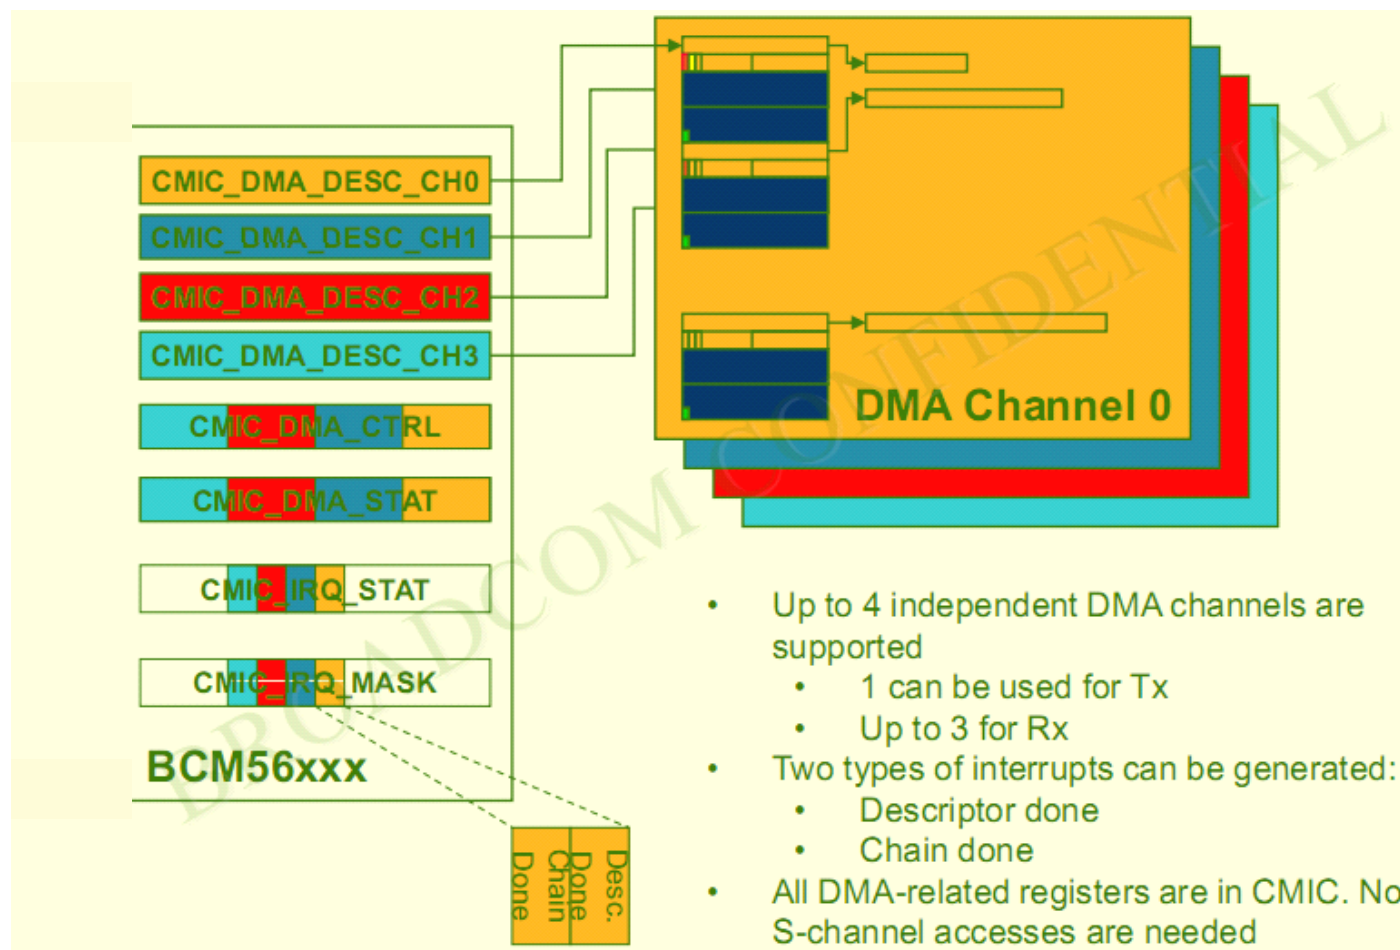 CMIC_DMA_DESC_CH0
CMIC_DMA_DESC_CH1
CMIC_DMA_DESC_CH2
CMIC_DMA_DESC_CH3
CMIC_DMA_CTRL
CMIC_DMA_STAT
CMIC_IRQ_STAT
CMIC_IRQ_MASK
BCM56xxx
Chain
Done
Desc.
Done
DMA Channel 0
BROADCOM CONFIDENTIAL
• Up to 4 independent DMA channels are
supported
• 1 can be used for Tx
• Up to 3 for Rx
• Two types of interrupts can be generated:
• Descriptor done
• Chain done
• All DMA-related registers are in CMIC. No
S-channel accesses are needed